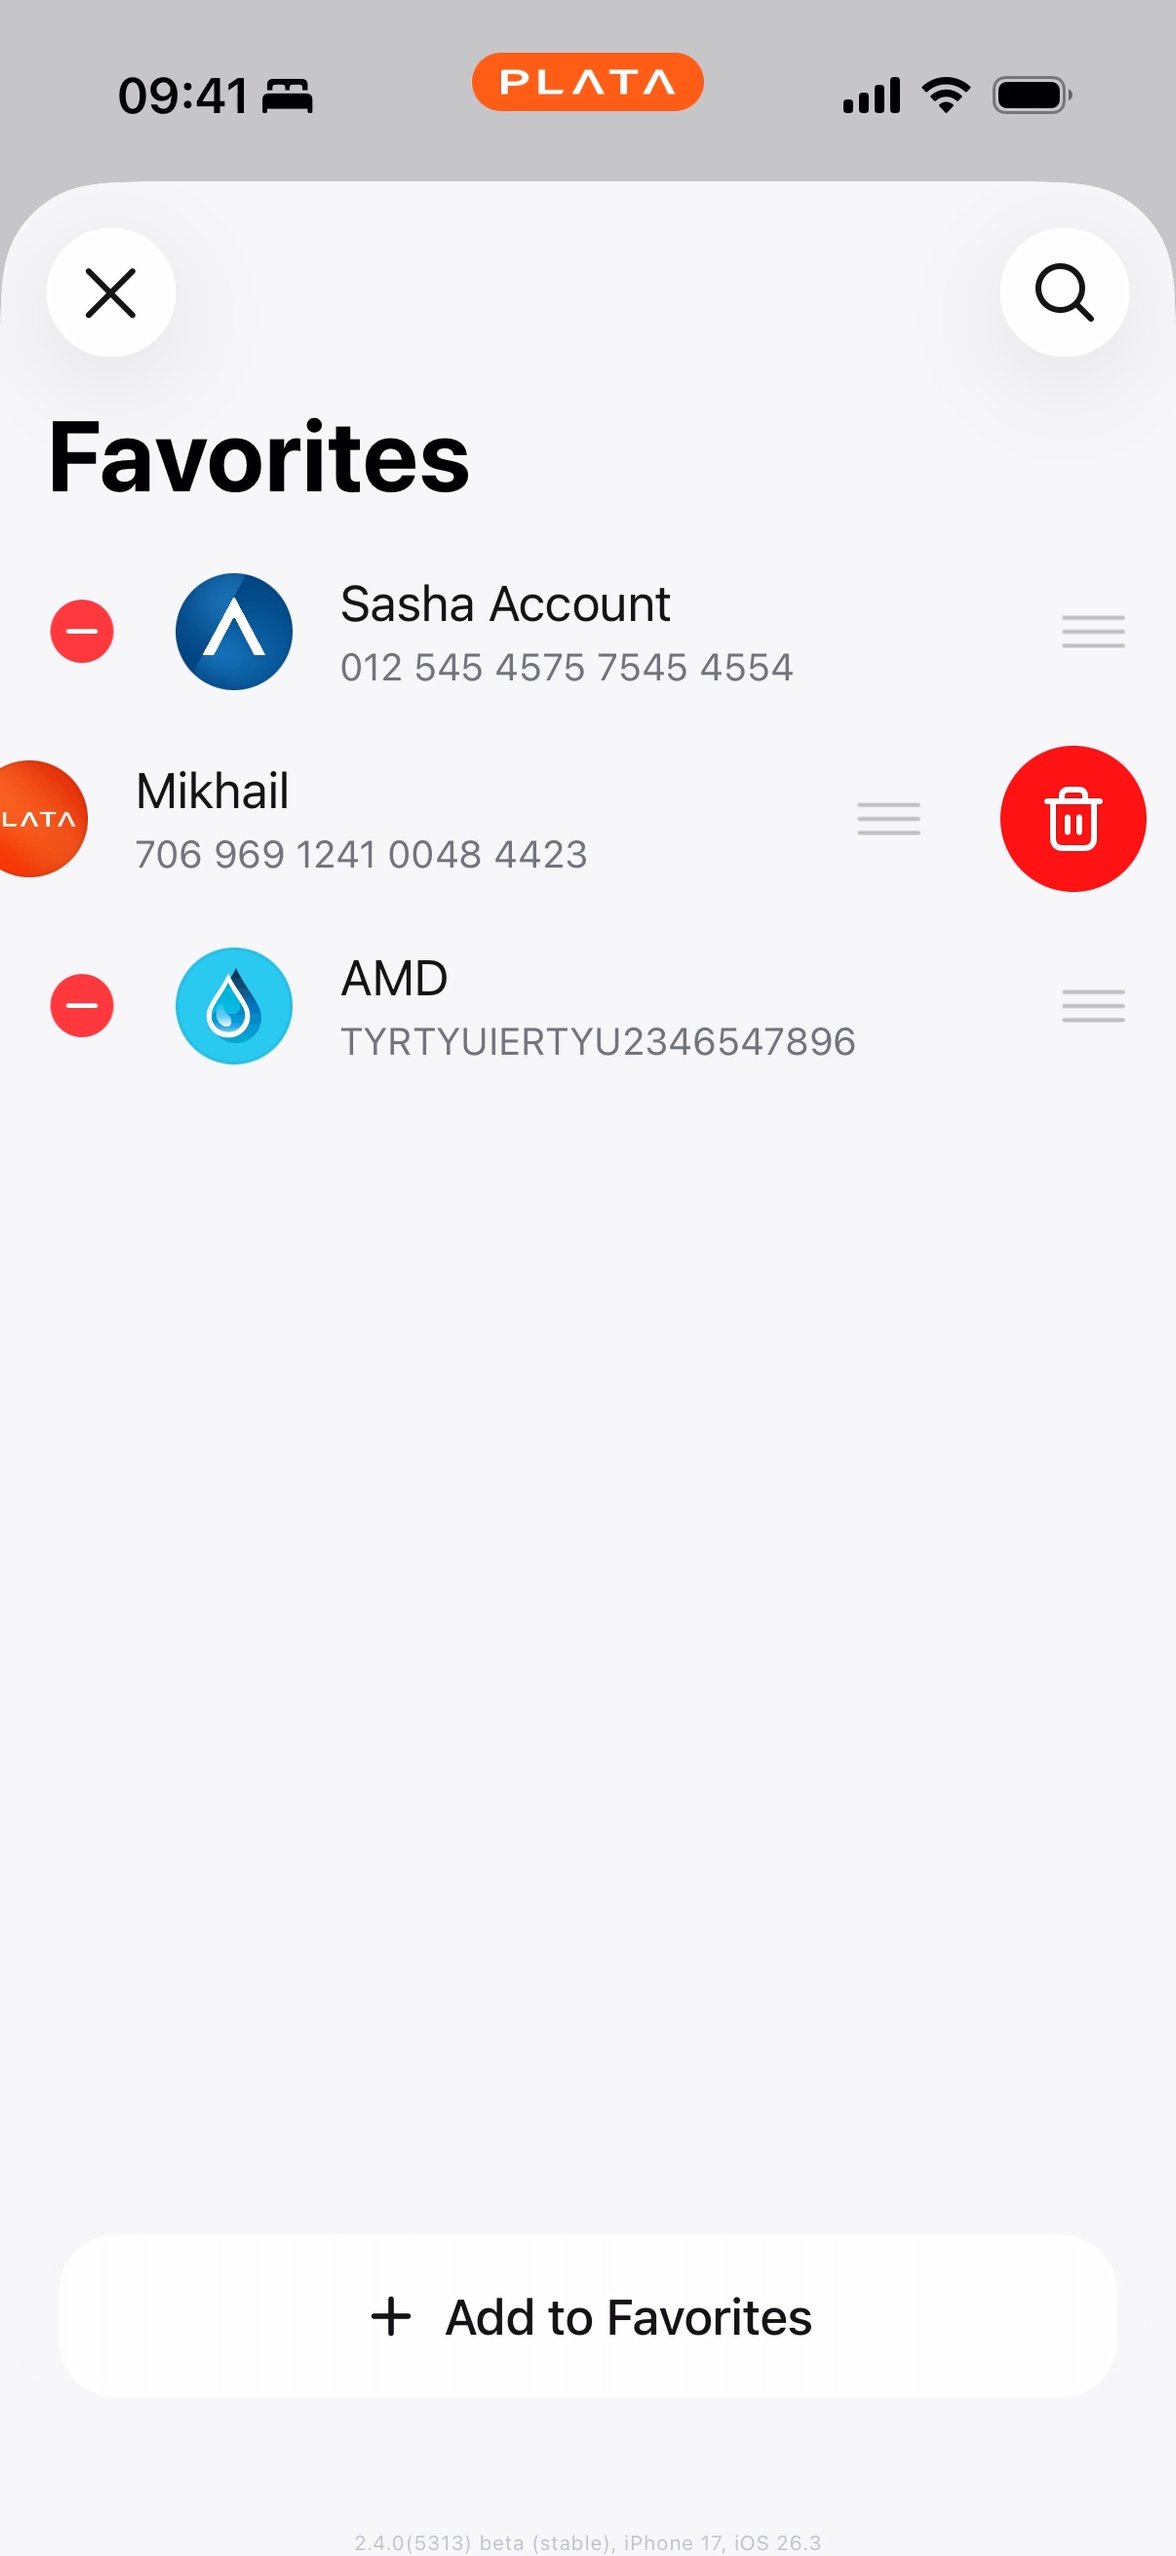 09:41
PLATA
Favorites
Sasha Account
012 545 4575 7545 4554
LATA
Mikhail
706 969 1241 0048 4423
AMD
TYRTYUIERTYU2346547896
Add to Favorites
2.4.0(5313) beta (stable), iPhone 17, iOS 26.3